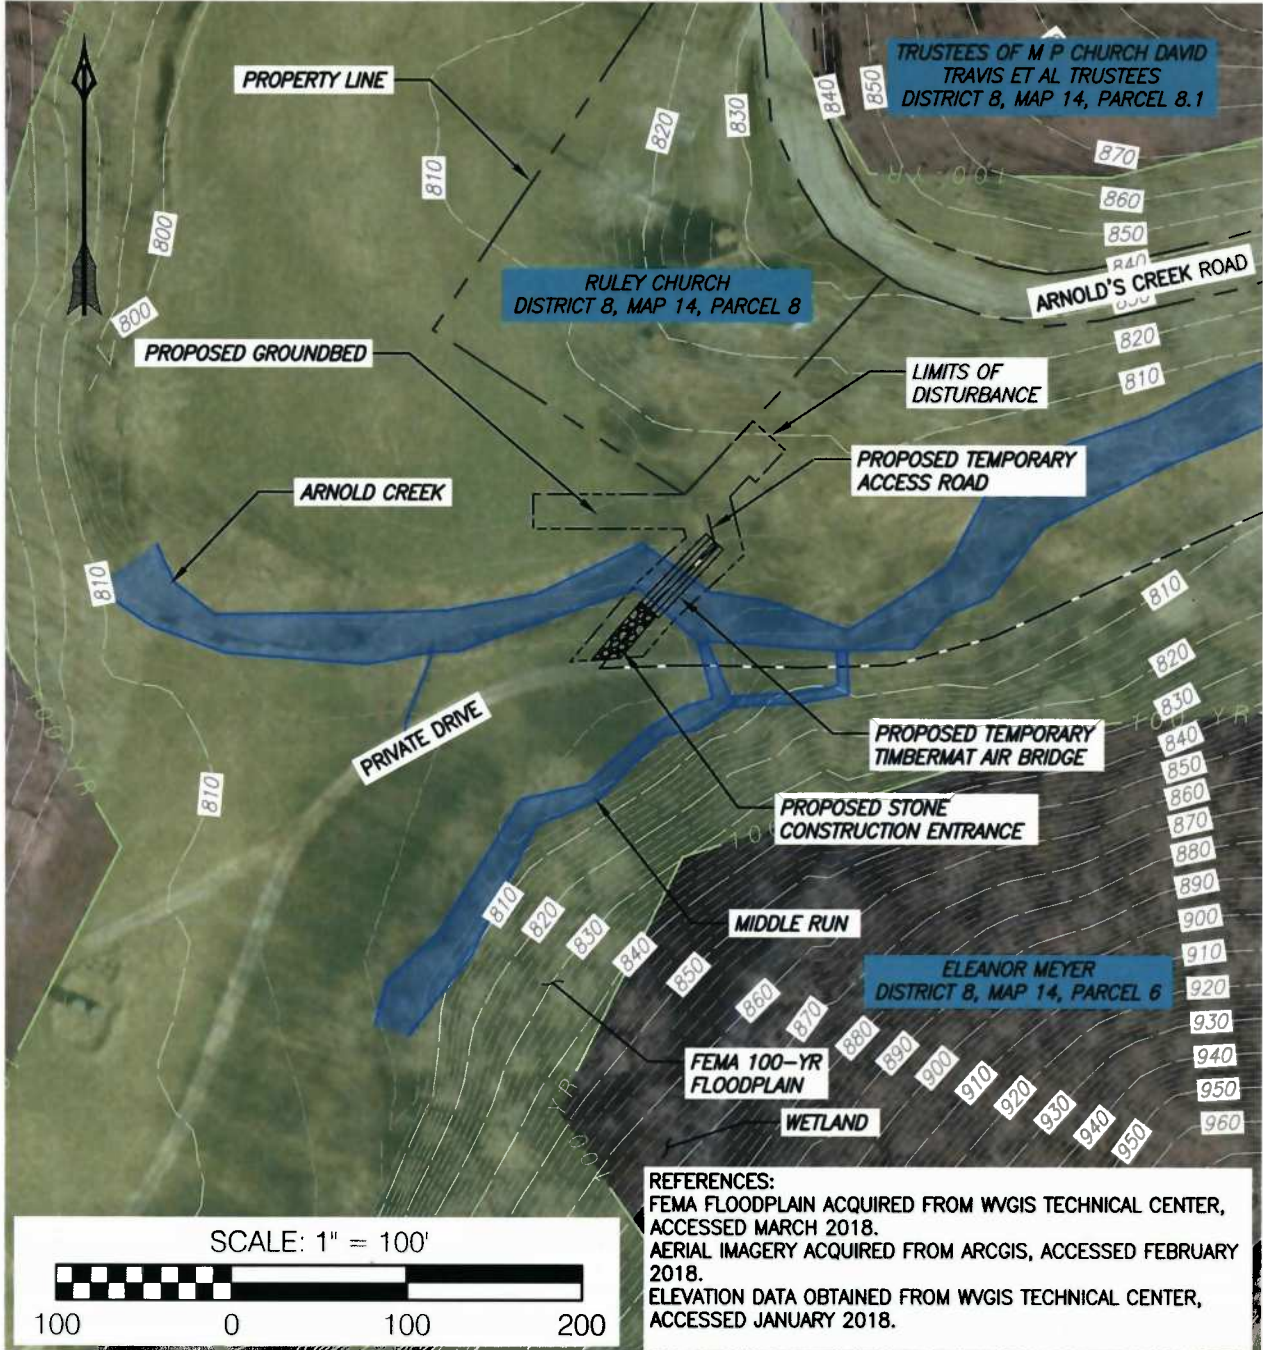 TRUSTEES OF M P CHURCH DAVID
TRAVIS ET AL TRUSTEES
DISTRICT 8, MAP 14, PARCEL 8.1
PROPERTY LINE
850
840
830
820
810
870
860
850
840
100-YR
800
800
RULEY CHURCH
DISTRICT 8, MAP 14, PARCEL 8
ARNOLD'S CREEK ROAD
820
810
PROPOSED GROUNDBED
LIMITS OF
DISTURBANCE
PROPOSED TEMPORARY
ACCESS ROAD
ARNOLD CREEK
810
810
820
830
840
850
860
870
880
890
900
910
920
930
940
950
960
100 YR
PRIVATE DRIVE
810
100-YR
PROPOSED TEMPORARY
TIMBERMAT AIR BRIDGE
PROPOSED STONE
CONSTRUCTION ENTRANCE
MIDDLE RUN
810
820
830
840
850
860
870
880
890
900
910
920
930
940
950
ELEANOR MEYER
DISTRICT 8, MAP 14, PARCEL 6
FEMA 100-YR
FLOODPLAIN
WETLAND
REFERENCES:
FEMA FLOODPLAIN ACQUIRED FROM WVGIS TECHNICAL CENTER,
ACCESSED MARCH 2018.
AERIAL IMAGERY ACQUIRED FROM ARCGIS, ACCESSED FEBRUARY
2018.
ELEVATION DATA OBTAINED FROM WVGIS TECHNICAL CENTER,
ACCESSED JANUARY 2018.
SCALE: 1" = 100'
100 0 100 200